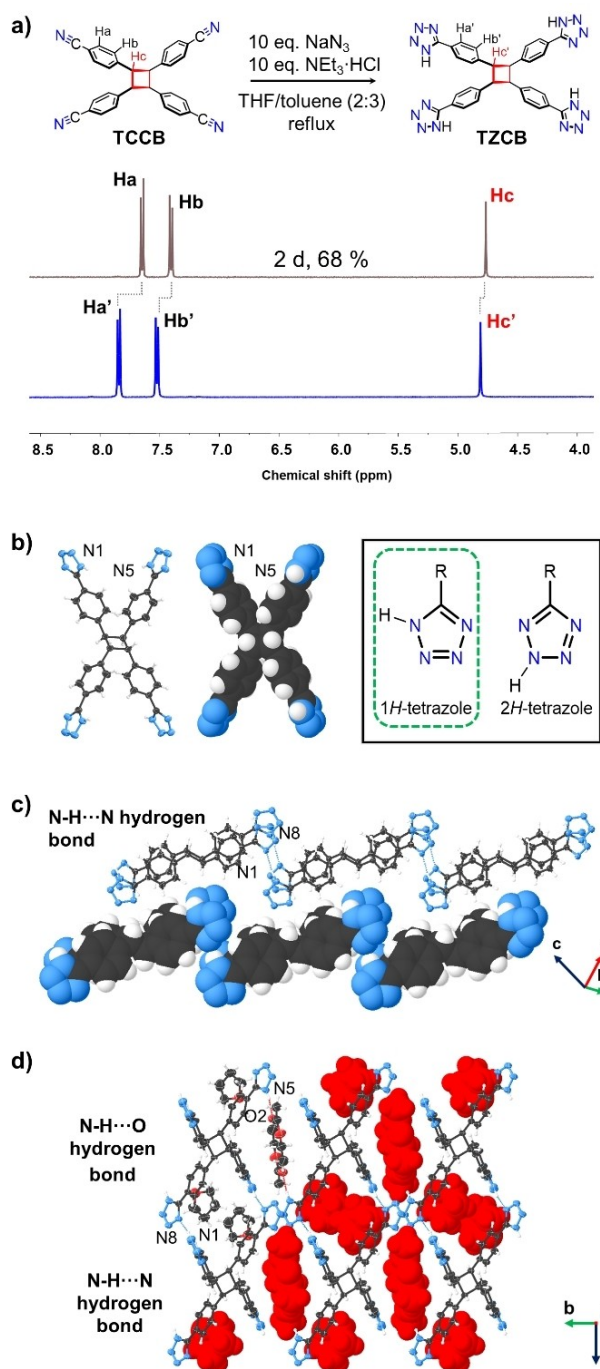 a)
N≡C
C≡N
Ha
Hb
Hc
N≡C
C≡N
TCCB
10 eq. NaN3
10 eq. NEt3·HCl
THF/toluene (2:3)
reflux
N N N N H
Ha'
Hb'
Hc'
H N N N N
N N N NH
H N N N N
TZCB
Ha
Hb
Hc
2 d, 68 %
Ha'
Hb'
Hc'
8.5 8.0 7.5 7.0 6.5 6.0 5.5 5.0 4.5 4.0
Chemical shift (ppm)
b)
N1
N5
N1
N5
R
H N N
N=N
1H-tetrazole
R
N N
N N
H
2H-tetrazole
c)
N-H···N hydrogen
bond
N8
N1
c
d)
N-H···O
hydrogen
bond
N5
O2
N8
N1
N-H···N
hydrogen
bond
b